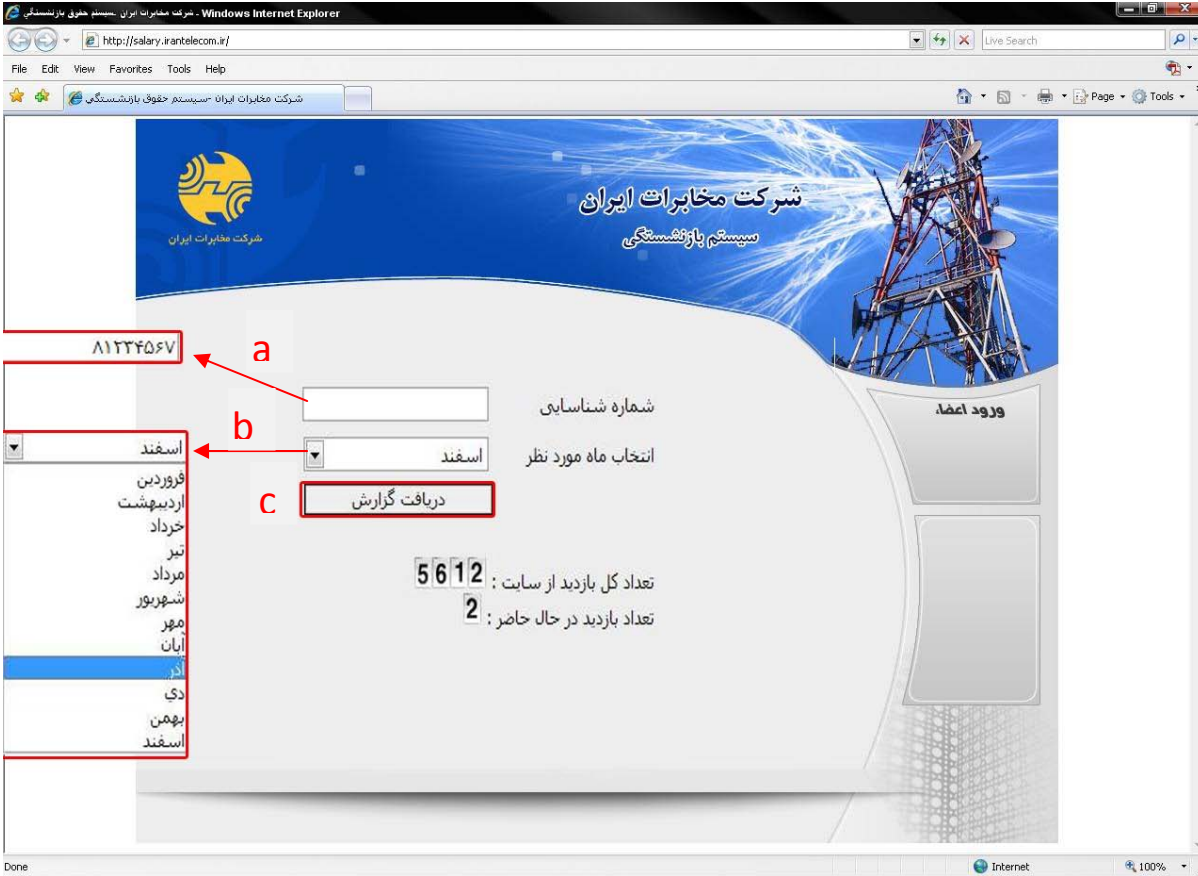 شرکت مخابرات ایران -سیستم حقوق بازنشستگی - Windows Internet Explorer
http://salary.irantelecom.ir/
Live Search
File Edit View Favorites Tools Help
شرکت مخابرات ایران -سیستم حقوق بازنشستگی
Page Tools
شرکت مخابرات ایران
سیستم بازنشستگی
شرکت مخابرات ایران
۸۱۲۳۴۵۶۷
a
شماره شناسایی
ورود اعضاء
b
انتخاب ماه مورد نظر
اسفند
اسفند
فروردین
اردیبهشت
خرداد
تیر
مرداد
شهریور
مهر
آبان
آذر
دي
بهمن
اسفند
c
دریافت گزارش
تعداد کل بازدید از سایت : 5612
تعداد بازدید در حال حاضر : 2
Done
Internet
100%